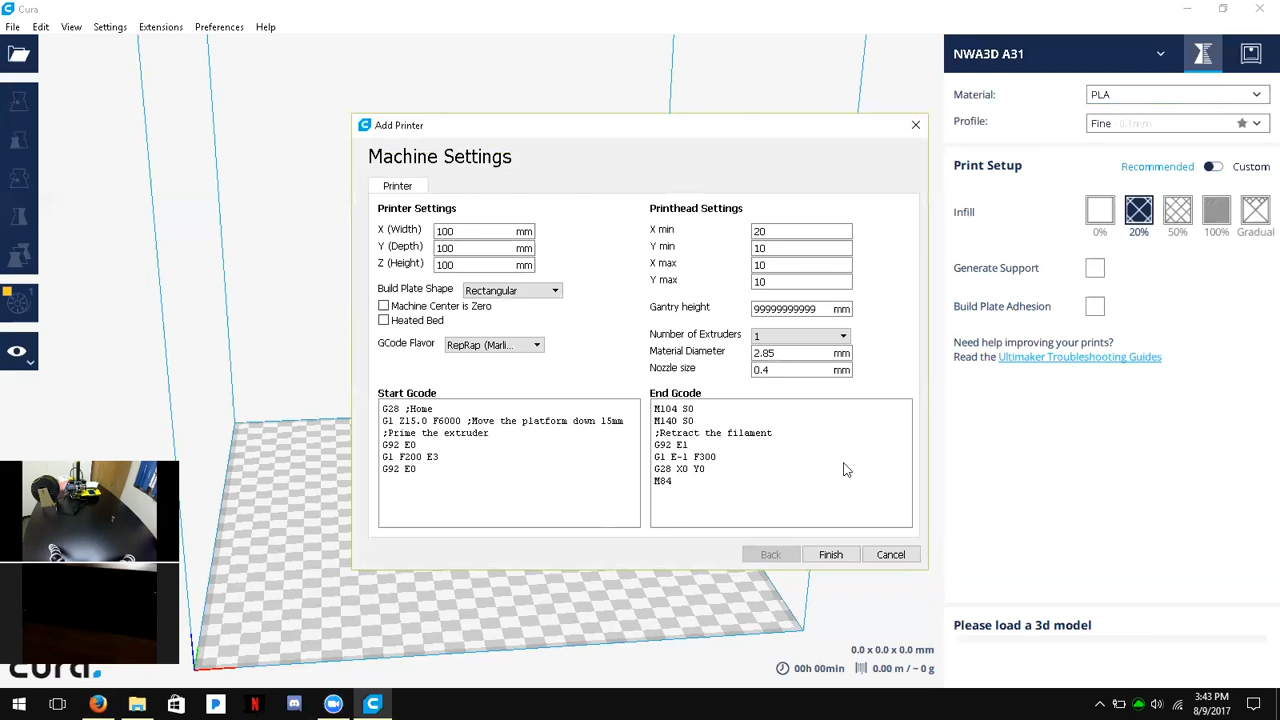 Cura
File Edit View Settings Extensions Preferences Help
NWA3D A31
Material: PLA
Profile: Fine - 0.1mm
Print Setup Recommended Custom
Infill
0% 20% 50% 100% Gradual
Generate Support
Build Plate Adhesion
Need help improving your prints?
Read the Ultimaker Troubleshooting Guides
Please load a 3d model
Add Printer
Machine Settings
Printer
Printer Settings
X (Width) 100 mm
Y (Depth) 100 mm
Z (Height) 100 mm
Build Plate Shape Rectangular
Machine Center is Zero
Heated Bed
GCode Flavor RepRap (Marli...
Printhead Settings
X min 20
Y min 10
X max 10
Y max 10
Gantry height 99999999999 mm
Number of Extruders 1
Material Diameter 2.85 mm
Nozzle size 0.4 mm
Start Gcode
G28 ;Home
G1 Z15.0 F6000 ;Move the platform down 15mm
;Prime the extruder
G92 E0
G1 F200 E3
G92 E0
End Gcode
M104 S0
M140 S0
;Retract the filament
G92 E1
G1 E-1 F300
G28 X0 Y0
M84
Back Finish Cancel
cura.
0.0 x 0.0 x 0.0 mm
00h 00min 0.00 m / ~ 0 g
3:43 PM
8/9/2017